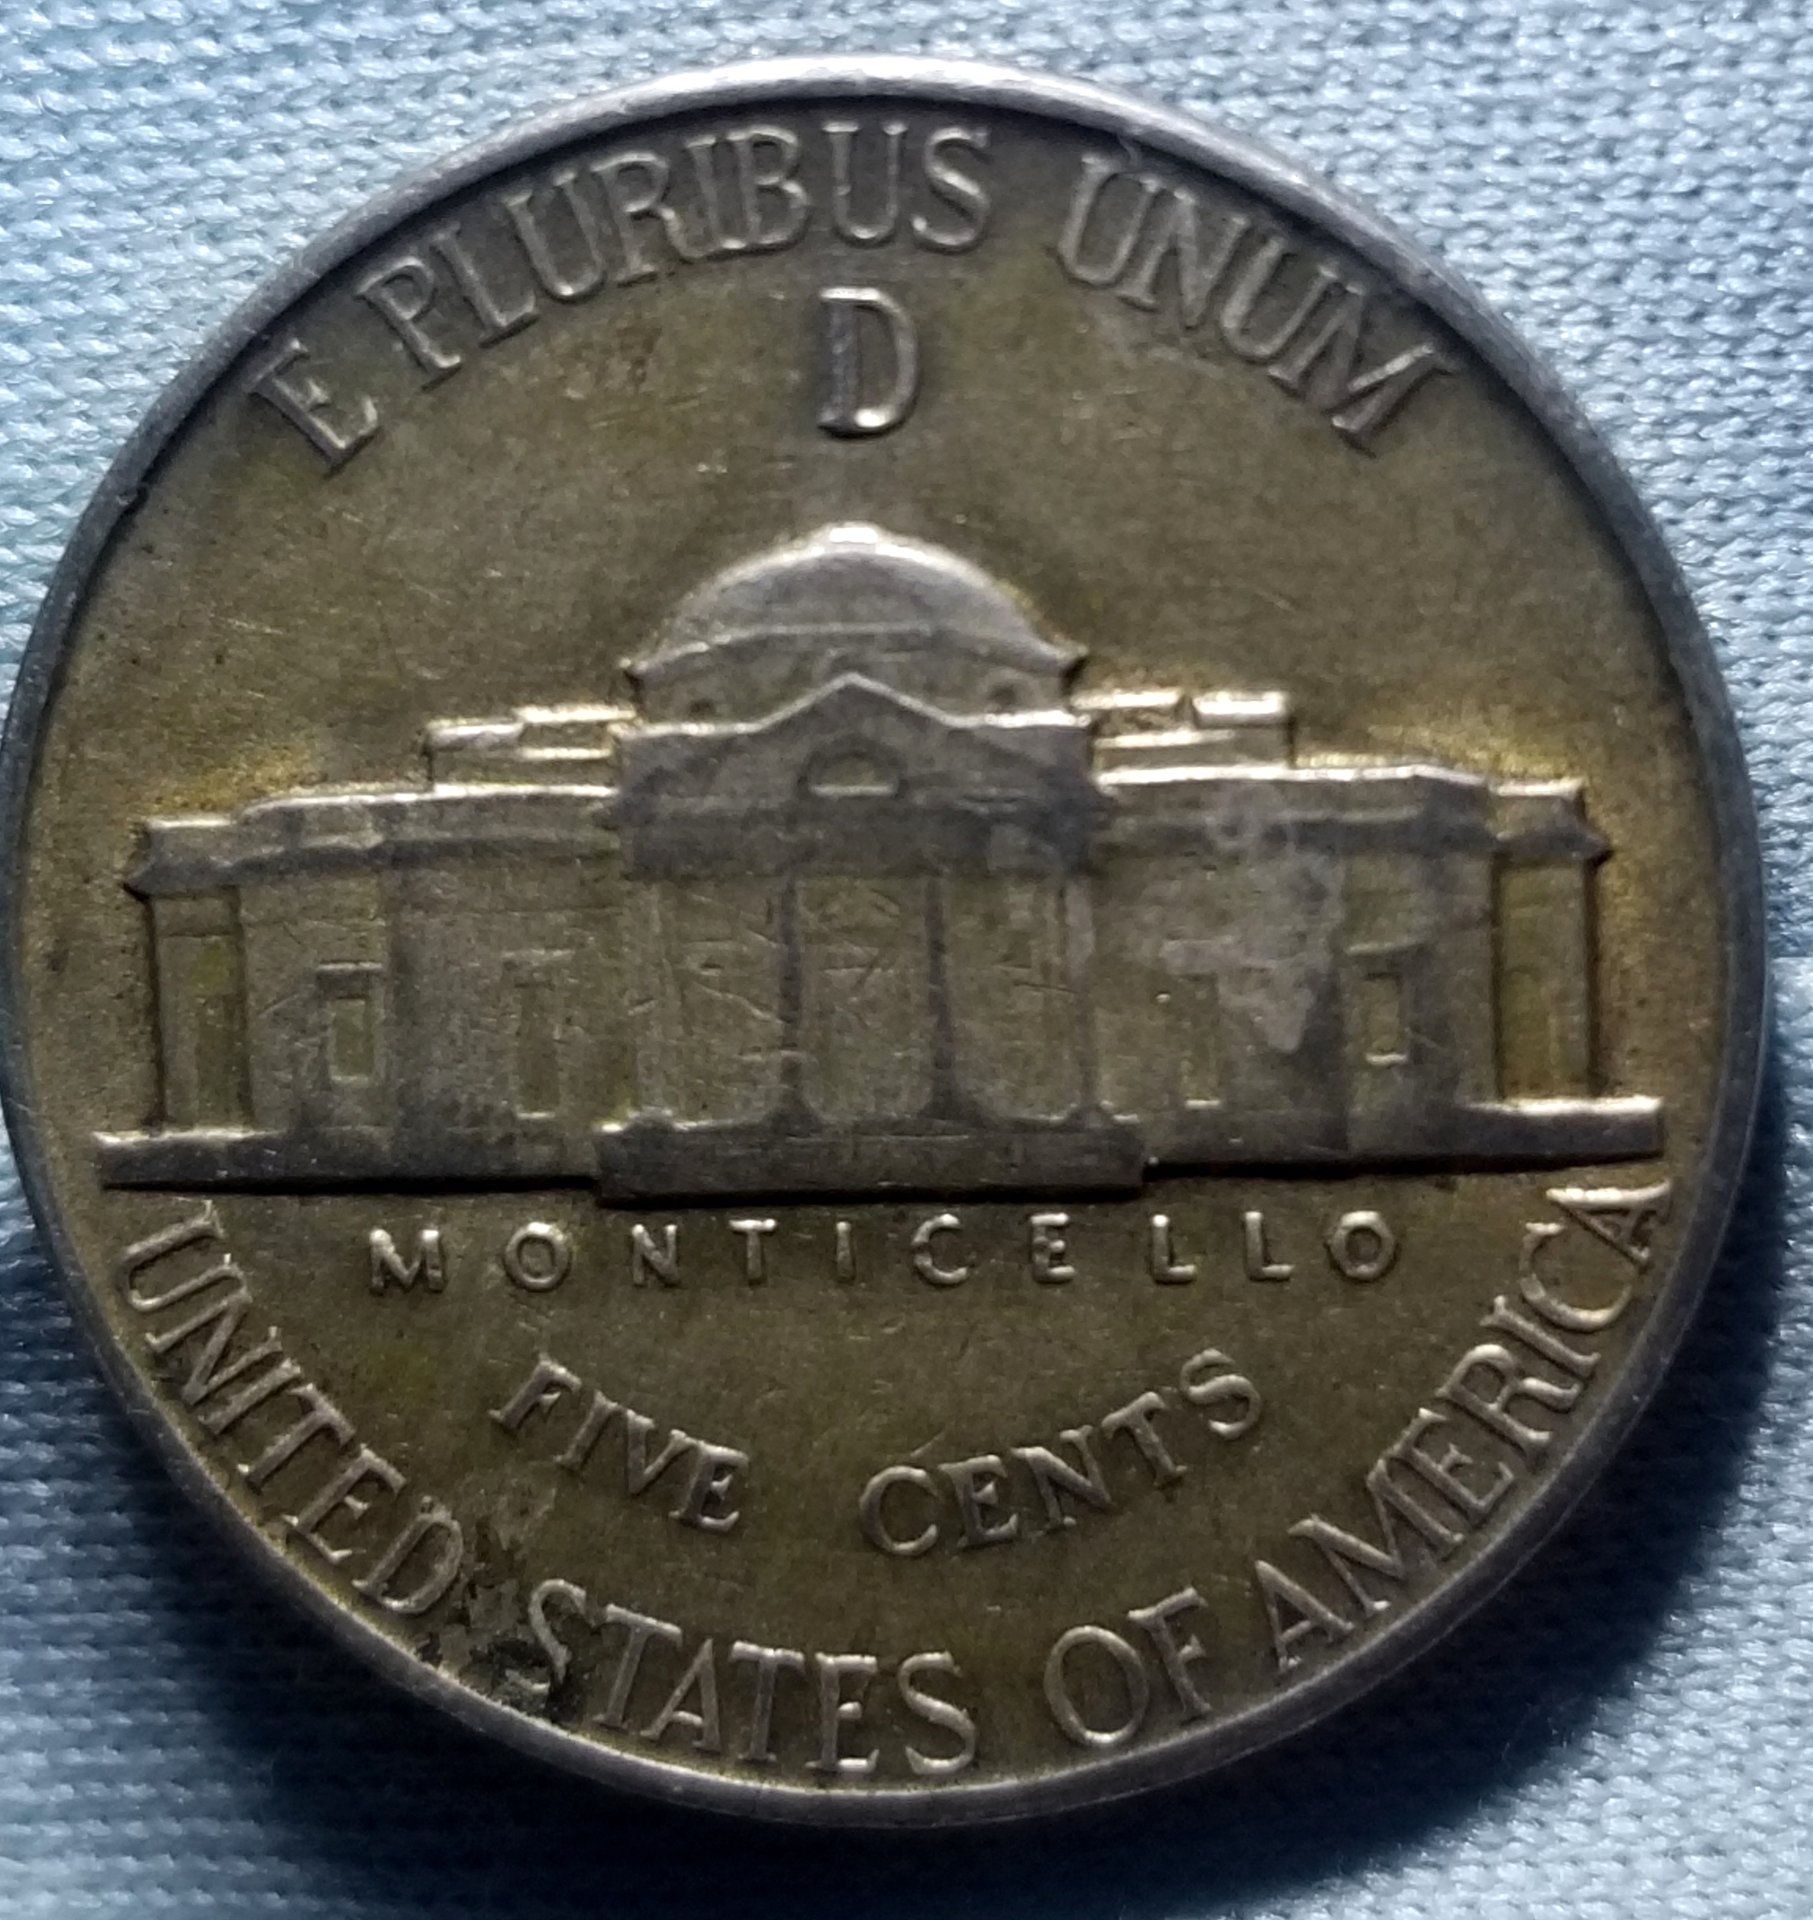 E PLURIBUS UNUM
D
MONTICELLO
FIVE CENTS
UNITED STATES OF AMERICA